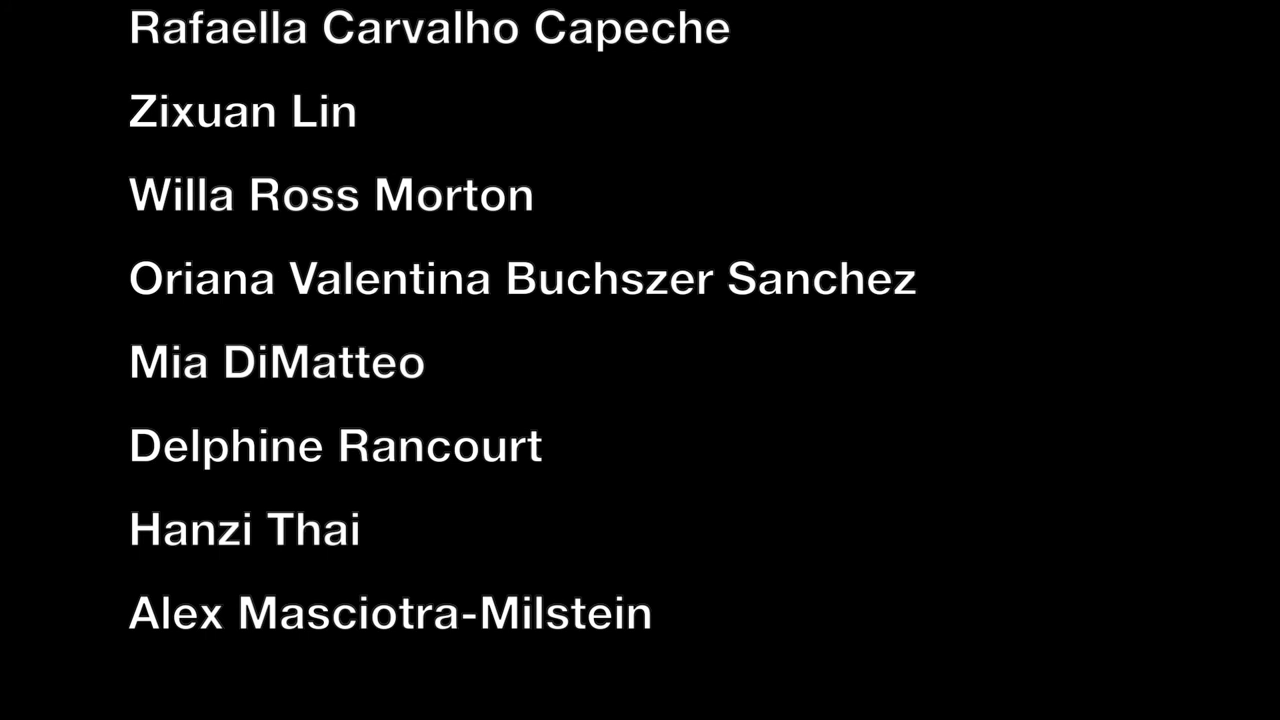 Rafaella Carvalho Capeche
Zixuan Lin
Willa Ross Morton
Oriana Valentina Buchszer Sanchez
Mia DiMatteo
Delphine Rancourt
Hanzi Thai
Alex Masciotra-Milstein